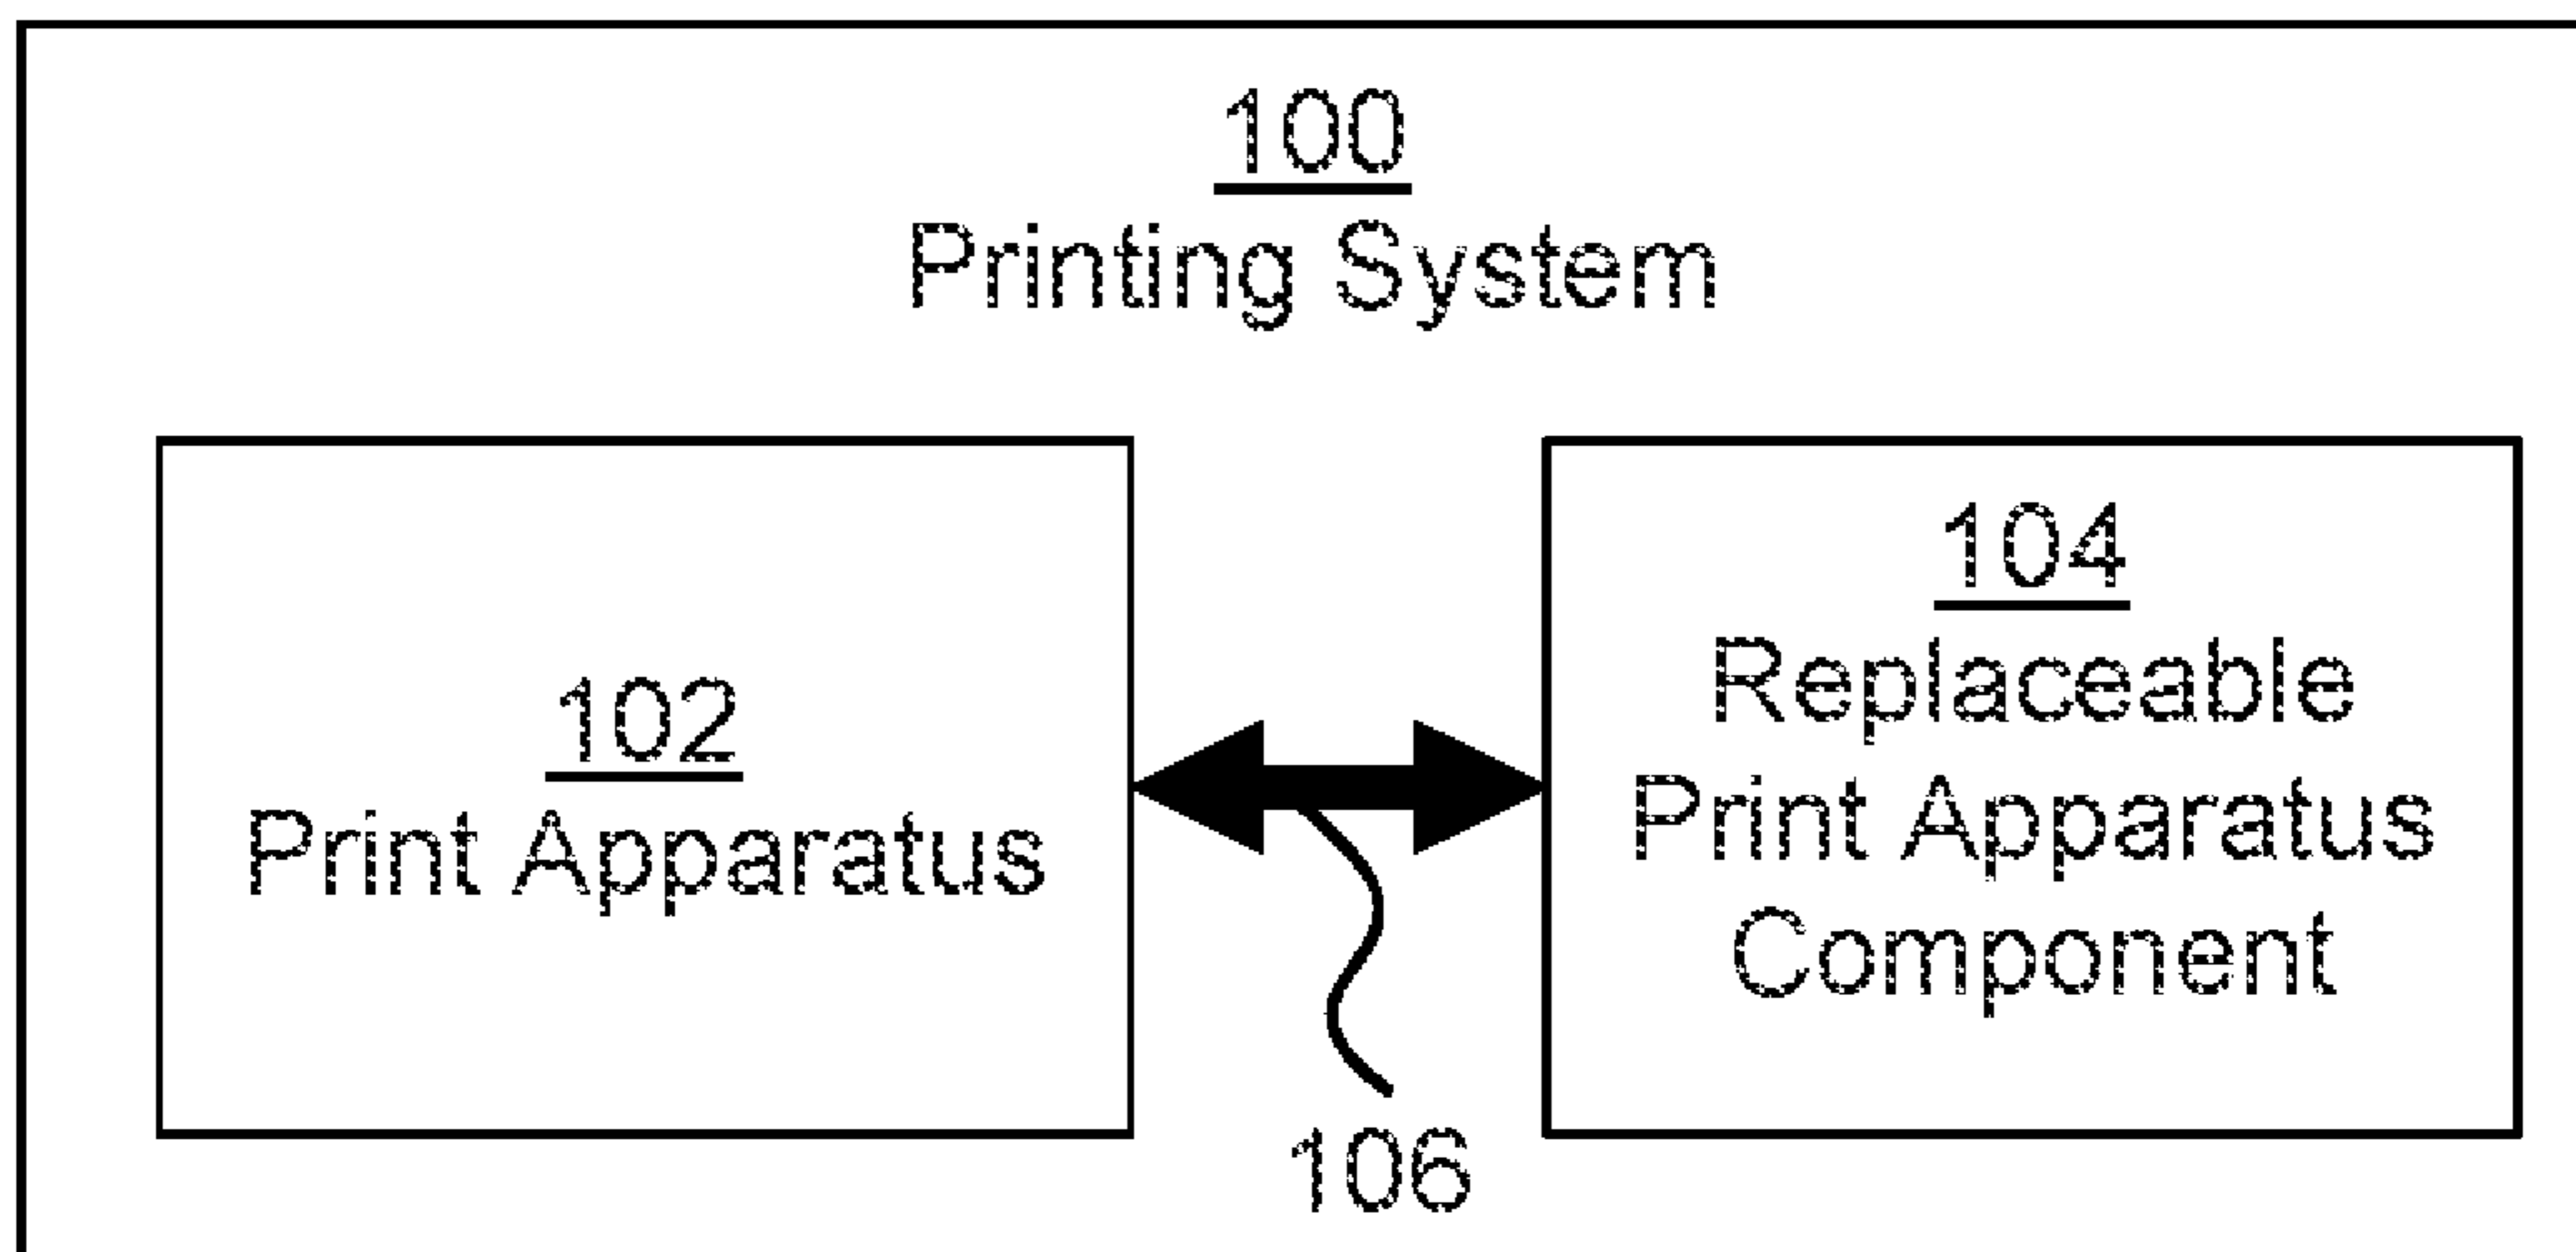 100
Printing System
102
Print Apparatus
104
Replaceable
Print Apparatus
Component
106